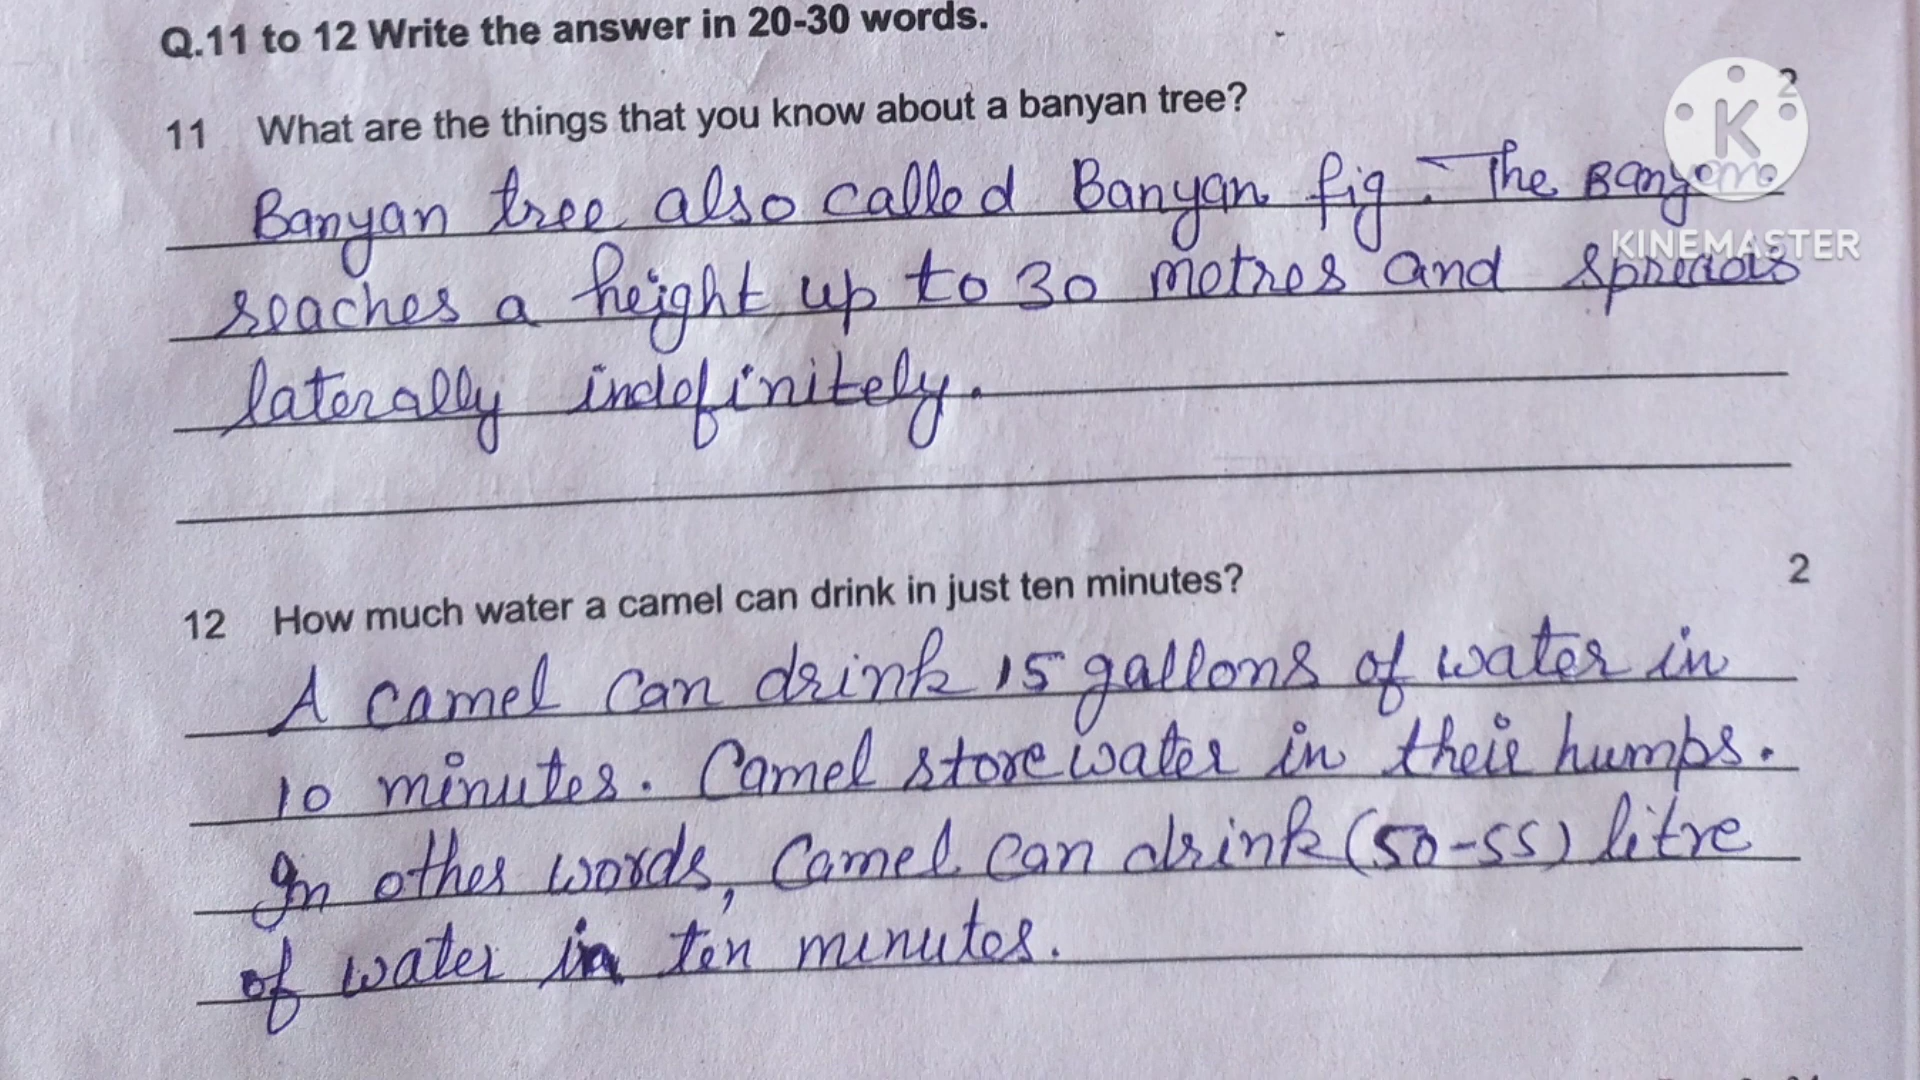 Q.11 to 12 Write the answer in 20-30 words.
11 What are the things that you know about a banyan tree? 2
Banyan tree also called Banyan fig. The Banyan
reaches a height up to 30 metres and spreads
laterally indefinitely.
12 How much water a camel can drink in just ten minutes? 2
A camel can drink 15 gallons of water in
10 minutes. Camel store water in their humps.
In other words, Camel can drink (50-55) litre
of water in ten minutes.
K
KINEMASTER